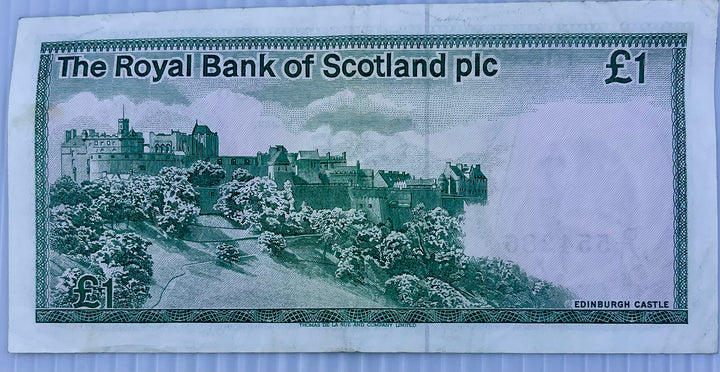 The Royal Bank of Scotland plc £1
£1
EDINBURGH CASTLE
THOMAS DE LA RUE AND COMPANY LIMITED